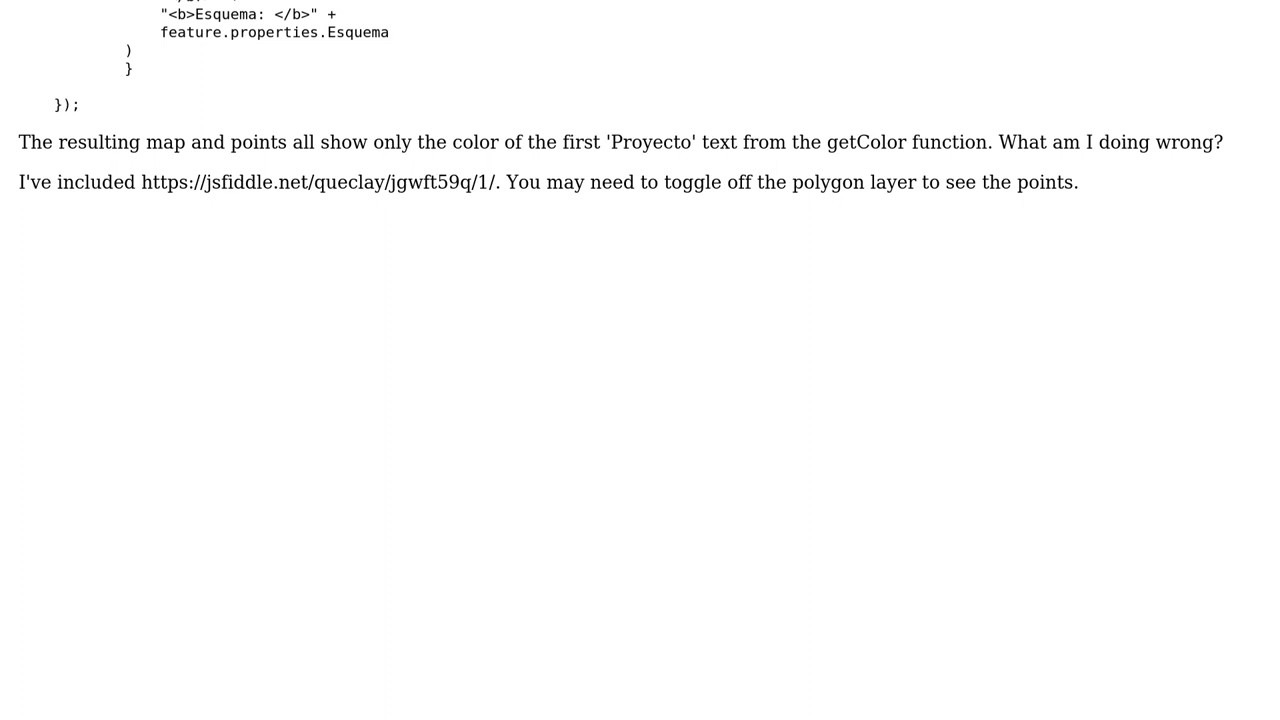 "<b>Esquema: </b>" +
feature.properties.Esquema
)
}
});
The resulting map and points all show only the color of the first 'Proyecto' text from the getColor function. What am I doing wrong?
I've included https://jsfiddle.net/queclay/jgwft59q/1/. You may need to toggle off the polygon layer to see the points.